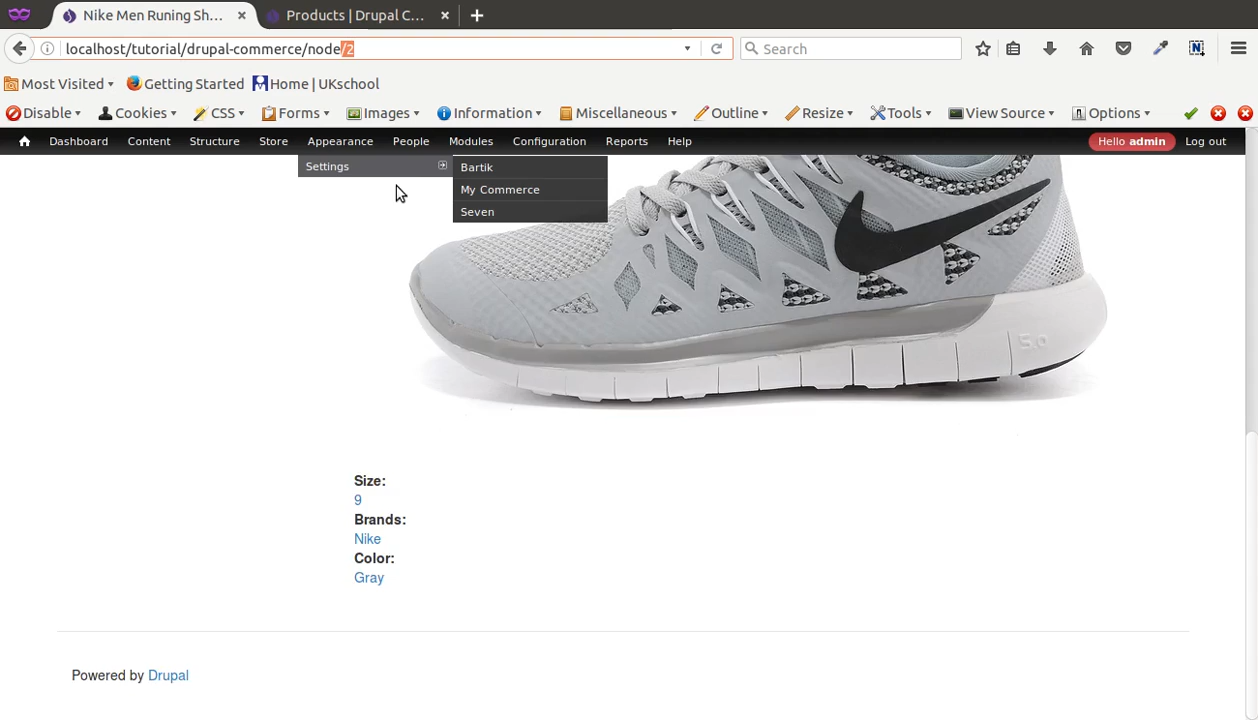 Nike Men Runing Sh... × Products | Drupal C... × +
localhost/tutorial/drupal-commerce/node/2 Search
Most Visited Getting Started Home | UKschool
Disable Cookies CSS Forms Images Information Miscellaneous Outline Resize Tools View Source Options
Dashboard Content Structure Store Appearance People Modules Configuration Reports Help Hello admin Log out
Settings Bartik
My Commerce
Seven
5.0
Size:
9
Brands:
Nike
Color:
Gray
Powered by Drupal